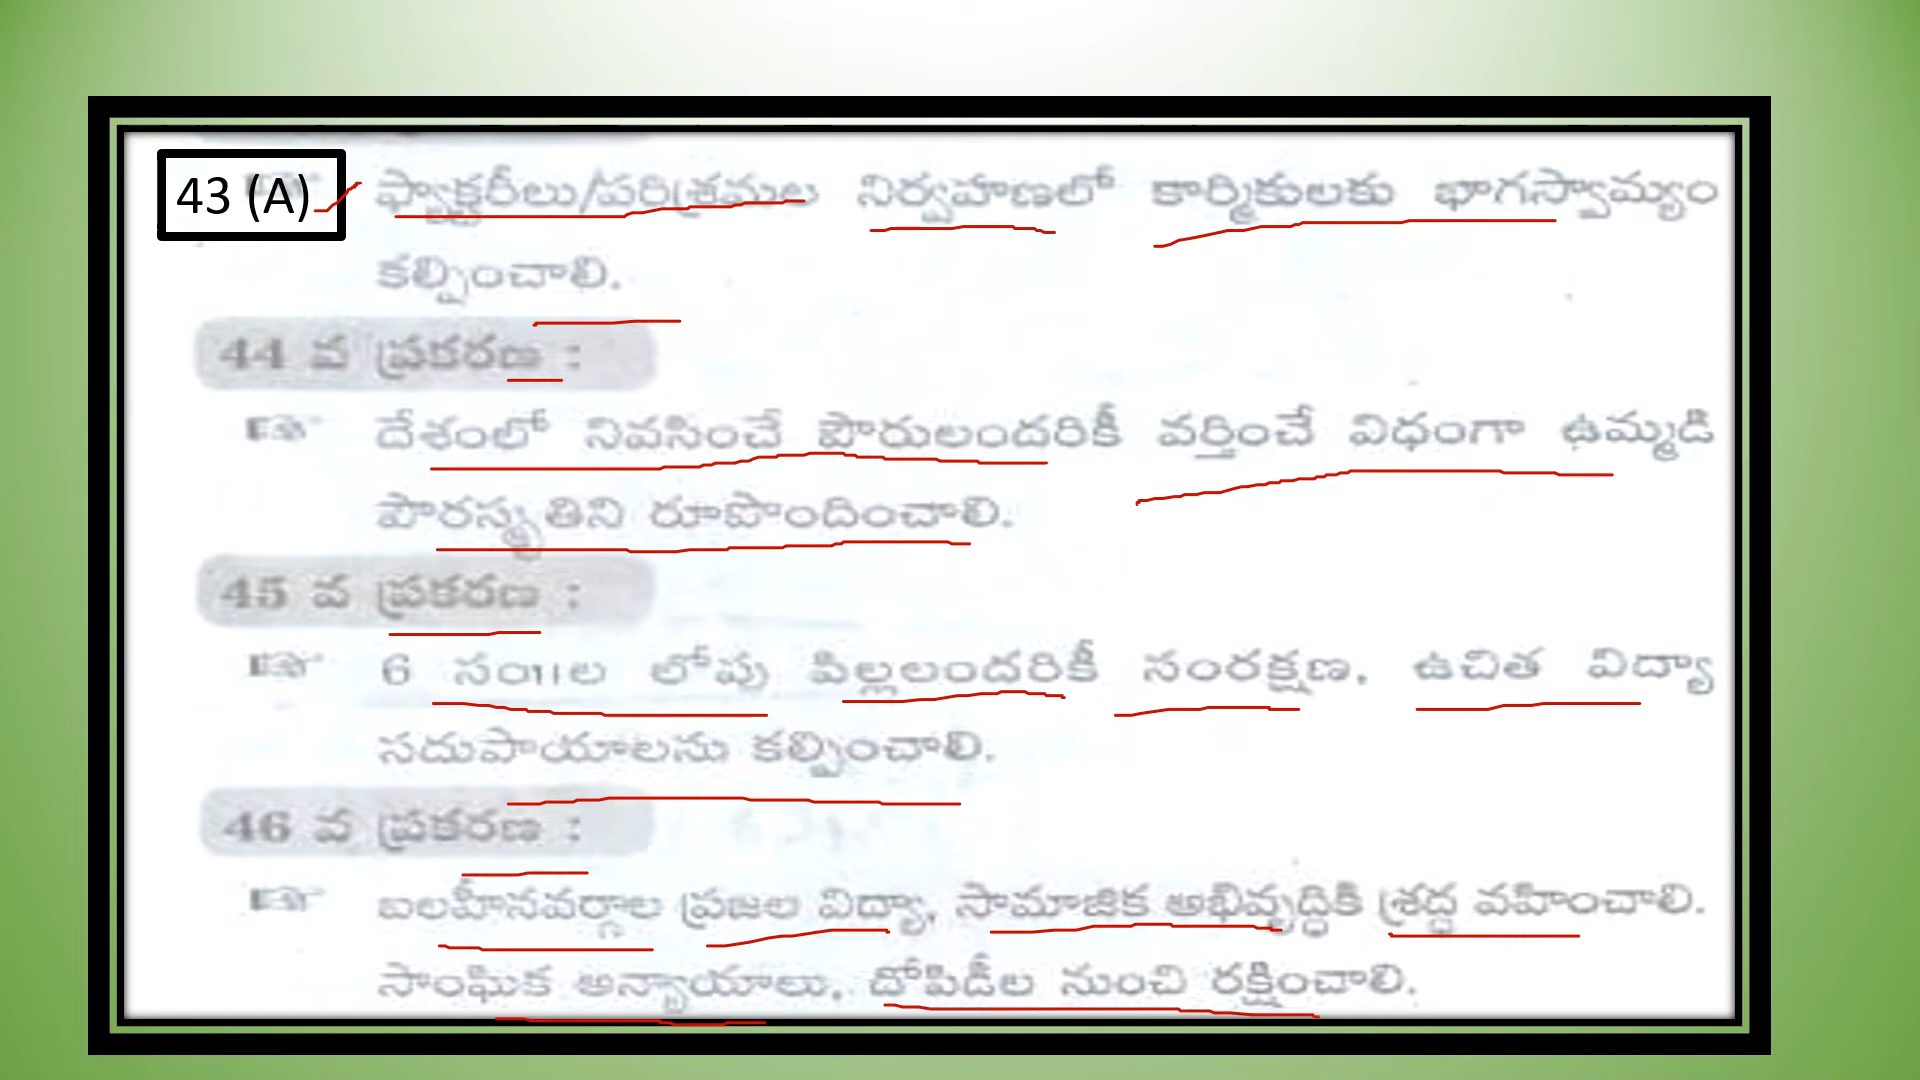 43 (A) ఫ్యాక్టరీలు/పరిశ్రమల నిర్వహణలో కార్మికులకు భాగస్వామ్యం
కల్పించాలి.
44 వ ప్రకరణ :
దేశంలో నివసించే పౌరులందరికీ వర్తించే విధంగా ఉమ్మడి
పౌరస్మృతిని రూపొందించాలి.
45 వ ప్రకరణ :
6 సం॥ల లోపు పిల్లలందరికీ సంరక్షణ, ఉచిత విద్యా
సదుపాయాలను కల్పించాలి.
46 వ ప్రకరణ :
బలహీనవర్గాల ప్రజల విద్యా, సామాజిక అభివృద్ధికి శ్రద్ధ వహించాలి.
సాంఘిక అన్యాయాలు, దోపిడీల నుంచి రక్షించాలి.